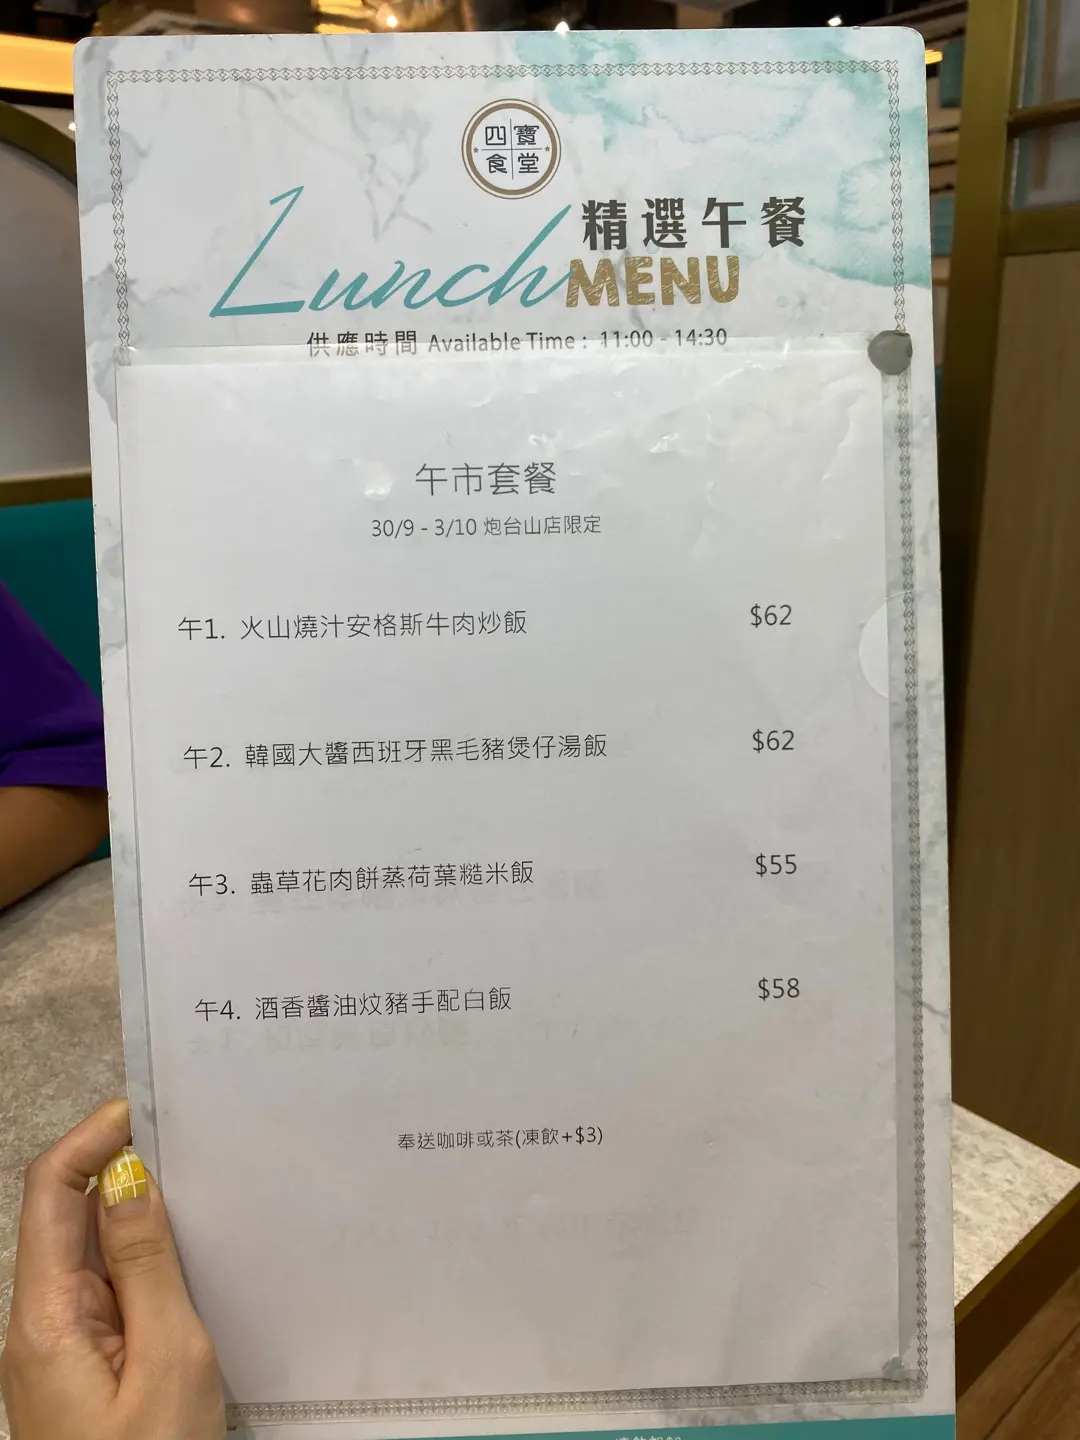 四寶
食堂
精選午餐
Lunch MENU
供應時間 Available Time : 11:00 - 14:30
午市套餐
30/9 - 3/10 炮台山店限定
午1. 火山燒汁安格斯牛肉炒飯 $62
午2. 韓國大醬西班牙黑毛豬煲仔湯飯 $62
午3. 蟲草花肉餅蒸荷葉糙米飯 $55
午4. 酒香醬油炆豬手配白飯 $58
奉送咖啡或茶(凍飲+$3)